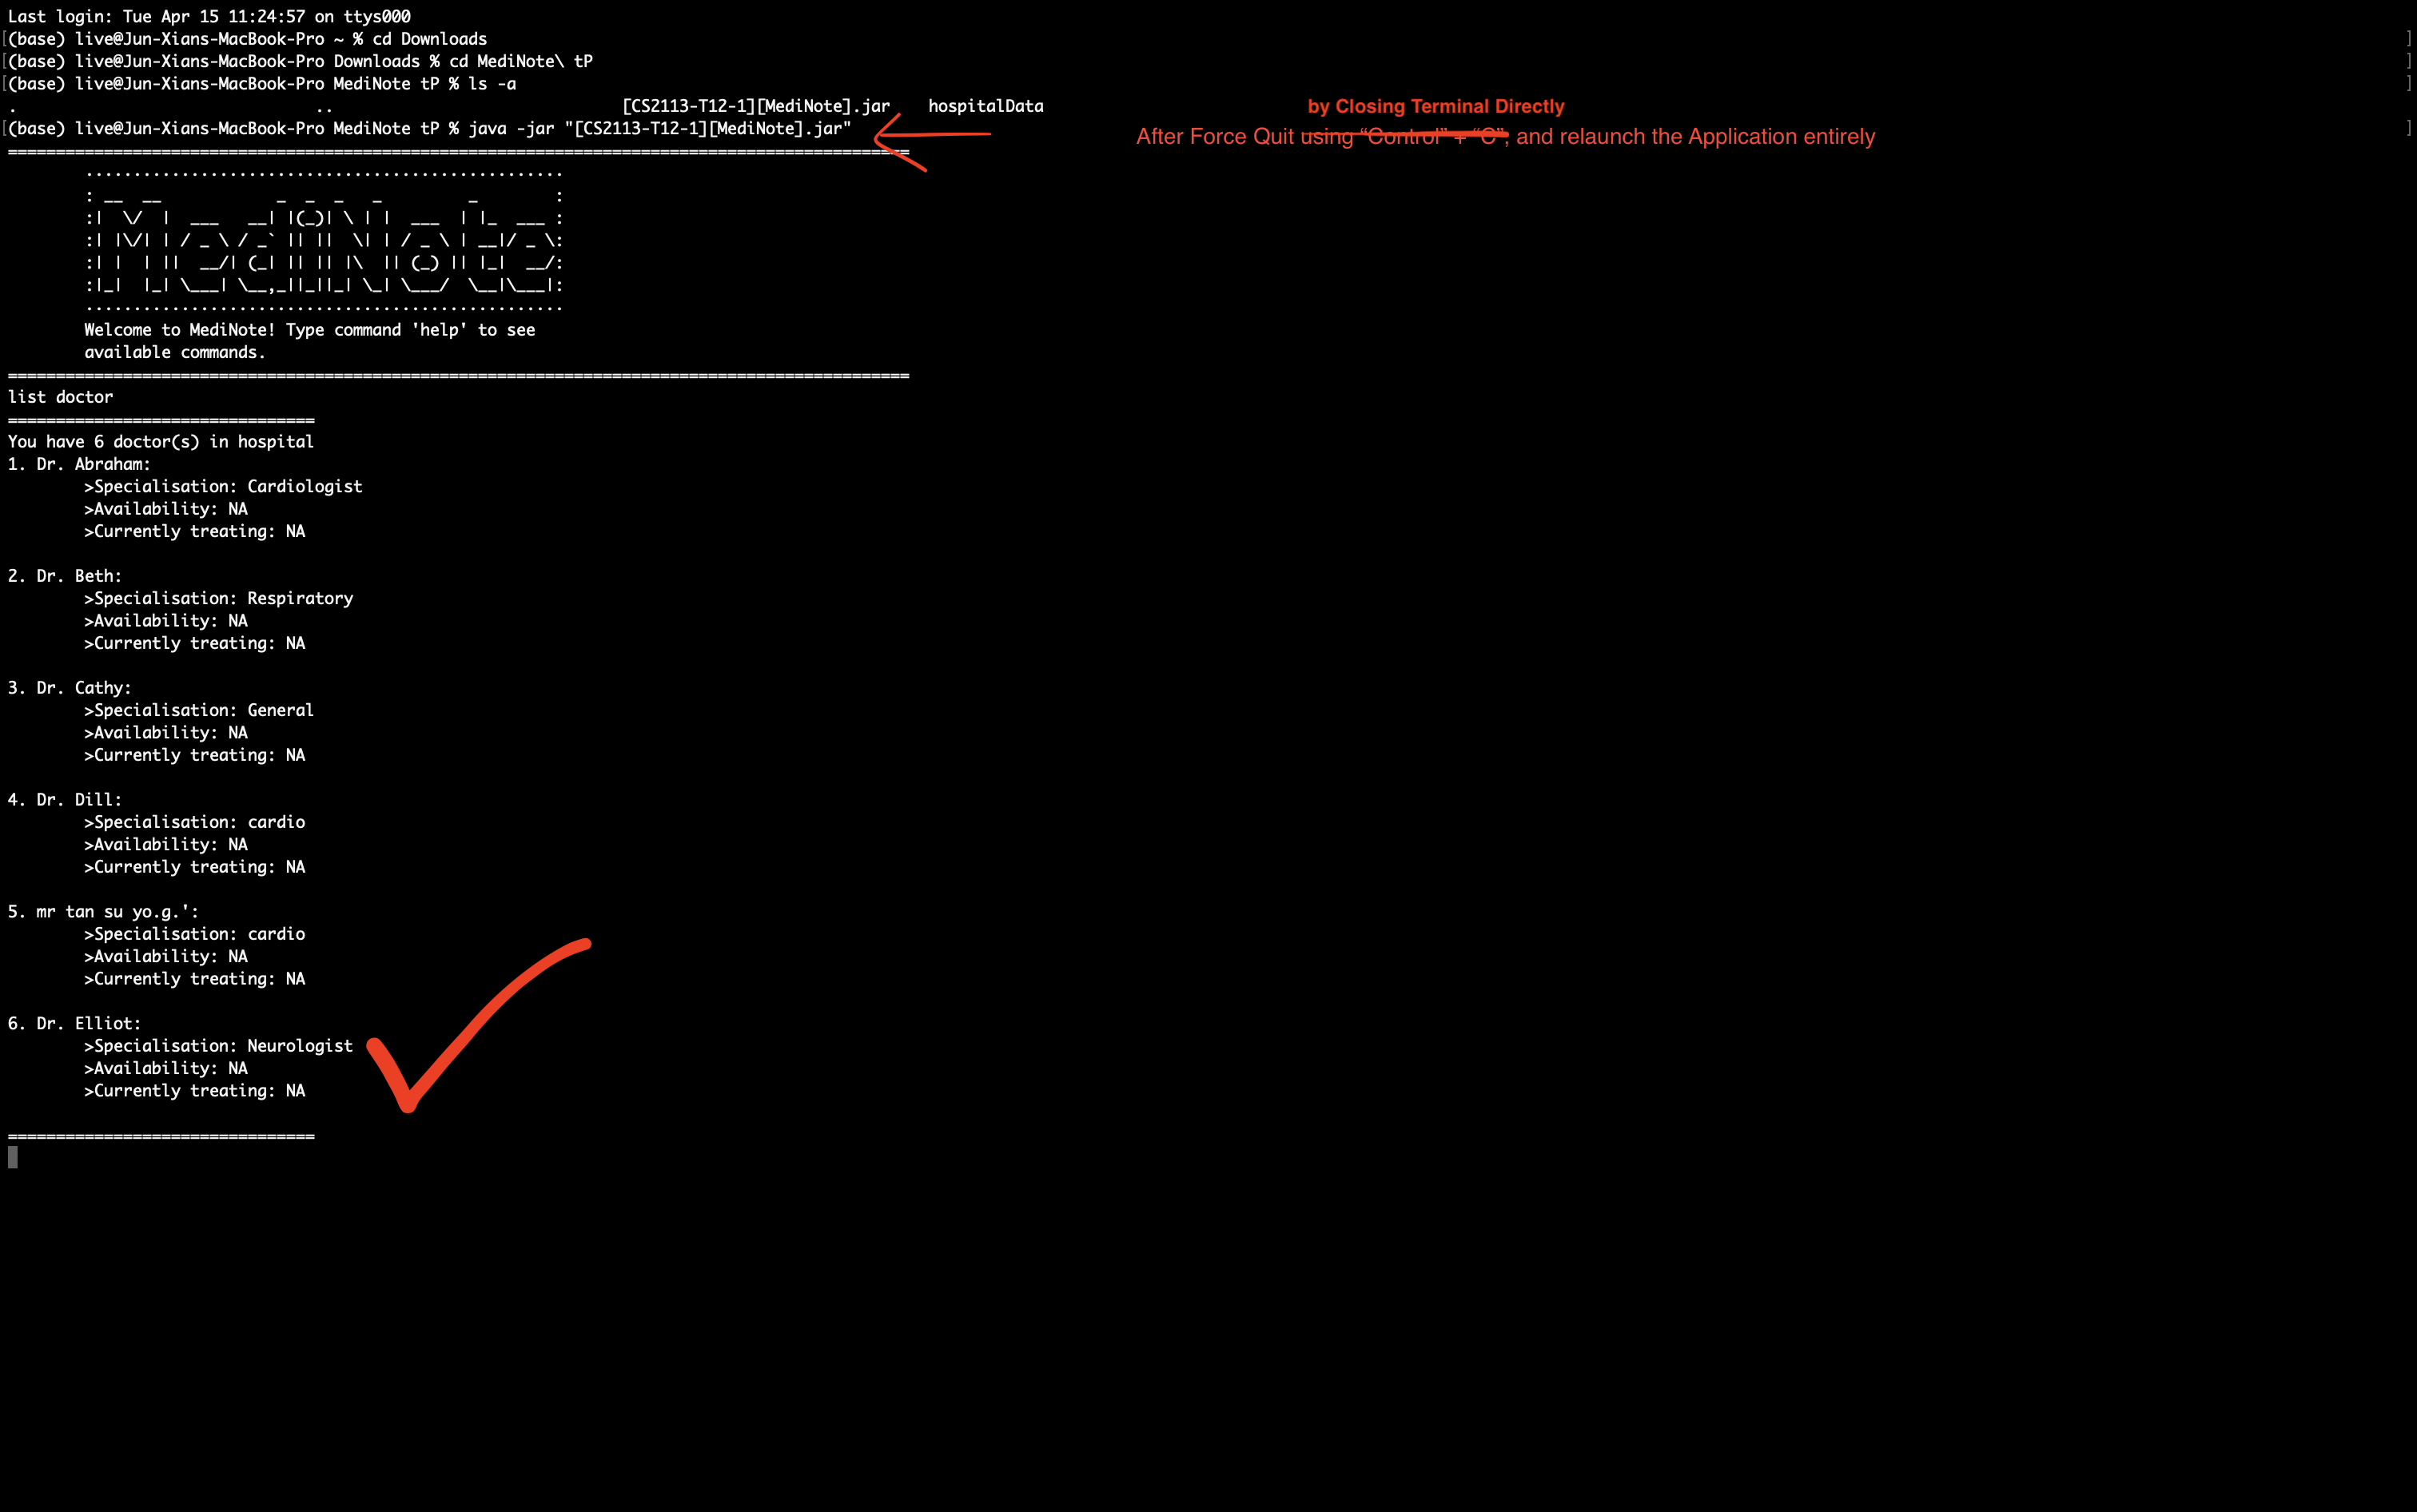 Last login: Tue Apr 15 11:24:57 on ttys000
[(base) live@Jun-Xians-MacBook-Pro ~ % cd Downloads ]
[(base) live@Jun-Xians-MacBook-Pro Downloads % cd MediNote\ tP ]
[(base) live@Jun-Xians-MacBook-Pro MediNote tP % ls -a ]
. .. [CS2113-T12-1][MediNote].jar hospitalData
by Closing Terminal Directly
[(base) live@Jun-Xians-MacBook-Pro MediNote tP % java -jar "[CS2113-T12-1][MediNote].jar" ]
After Force Quit using “Control” + “C”, and relaunch the Application entirely
MediNote
Welcome to MediNote! Type command 'help' to see
available commands.
list doctor
You have 6 doctor(s) in hospital
1. Dr. Abraham:
>Specialisation: Cardiologist
>Availability: NA
>Currently treating: NA
2. Dr. Beth:
>Specialisation: Respiratory
>Availability: NA
>Currently treating: NA
3. Dr. Cathy:
>Specialisation: General
>Availability: NA
>Currently treating: NA
4. Dr. Dill:
>Specialisation: cardio
>Availability: NA
>Currently treating: NA
5. mr tan su yo.g.':
>Specialisation: cardio
>Availability: NA
>Currently treating: NA
6. Dr. Elliot:
>Specialisation: Neurologist
>Availability: NA
>Currently treating: NA